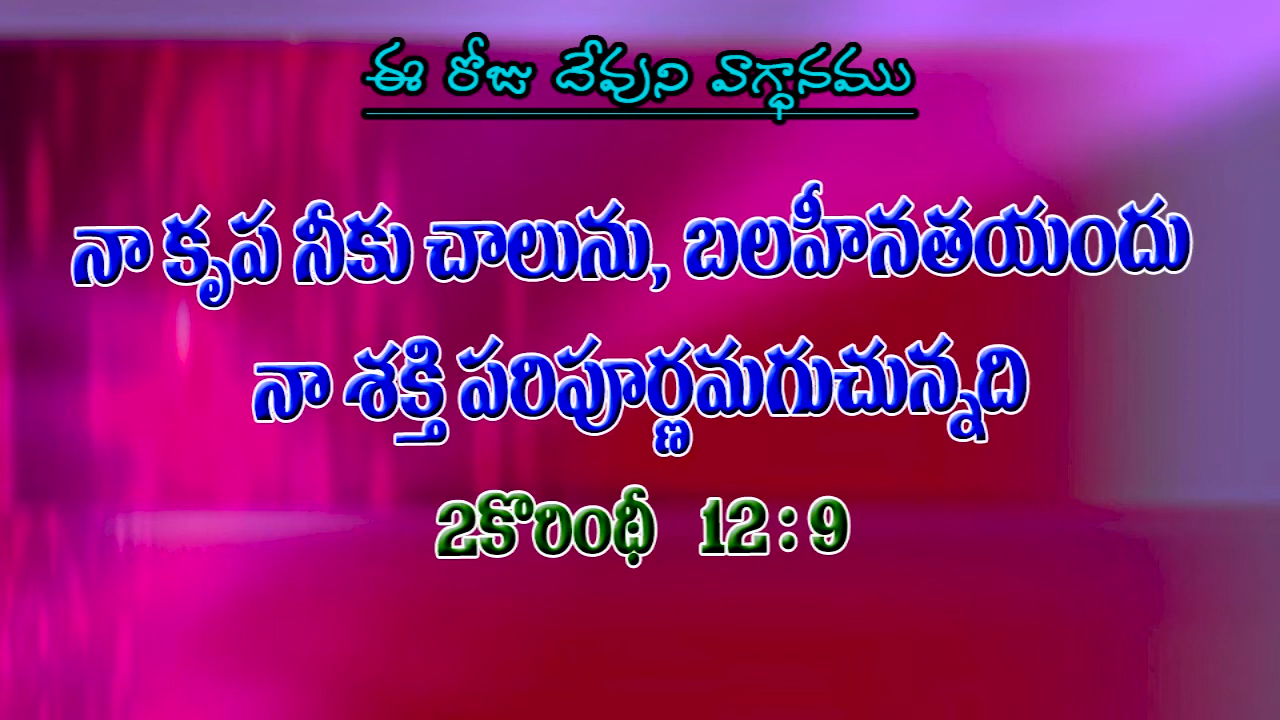 ఈ రోజు దేవుని వాగ్ధానము
నా కృప నీకు చాలును, బలహీనతయందు
నా శక్తి పరిపూర్ణమగుచున్నది
2కొరింథీ 12 : 9